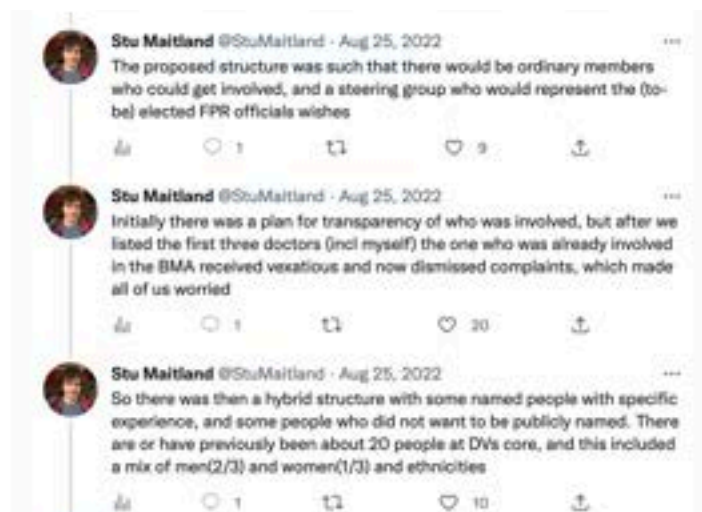 Stu Maitland @StuMaitland · Aug 25, 2022 ...
The proposed structure was such that there would be ordinary members
who could get involved, and a steering group who would represent the (to-
be) elected FPR officials wishes
1 9
Stu Maitland @StuMaitland · Aug 25, 2022 ...
Initially there was a plan for transparency of who was involved, but after we
listed the first three doctors (incl myself) the one who was already involved
in the BMA received vexatious and now dismissed complaints, which made
all of us worried
1 20
Stu Maitland @StuMaitland · Aug 25, 2022 ...
So there was then a hybrid structure with some named people with specific
experience, and some people who did not want to be publicly named. There
are or have previously been about 20 people at DVs core, and this included
a mix of men(2/3) and women(1/3) and ethnicities
1 10